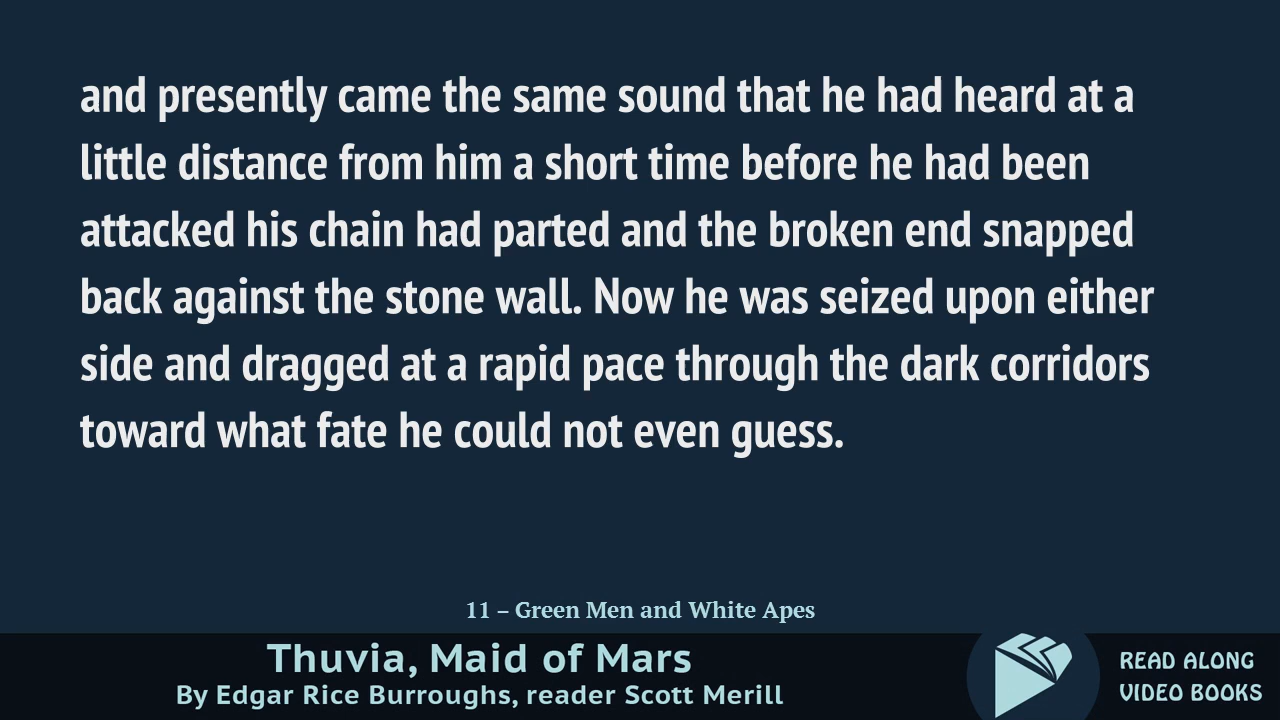 and presently came the same sound that he had heard at a
little distance from him a short time before he had been
attacked his chain had parted and the broken end snapped
back against the stone wall. Now he was seized upon either
side and dragged at a rapid pace through the dark corridors
toward what fate he could not even guess.
11 – Green Men and White Apes
Thuvia, Maid of Mars
By Edgar Rice Burroughs, reader Scott Merill
READ ALONG
VIDEO BOOKS